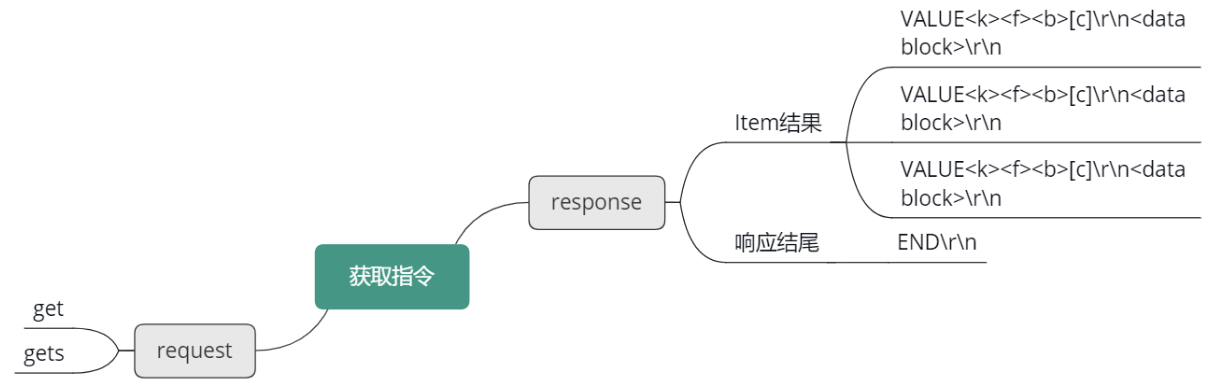 VALUE<k><f><b>[c]\r\n<data
block>\r\n
VALUE<k><f><b>[c]\r\n<data
block>\r\n
Item结果
VALUE<k><f><b>[c]\r\n<data
block>\r\n
response
响应结尾
END\r\n
获取指令
get
gets
request